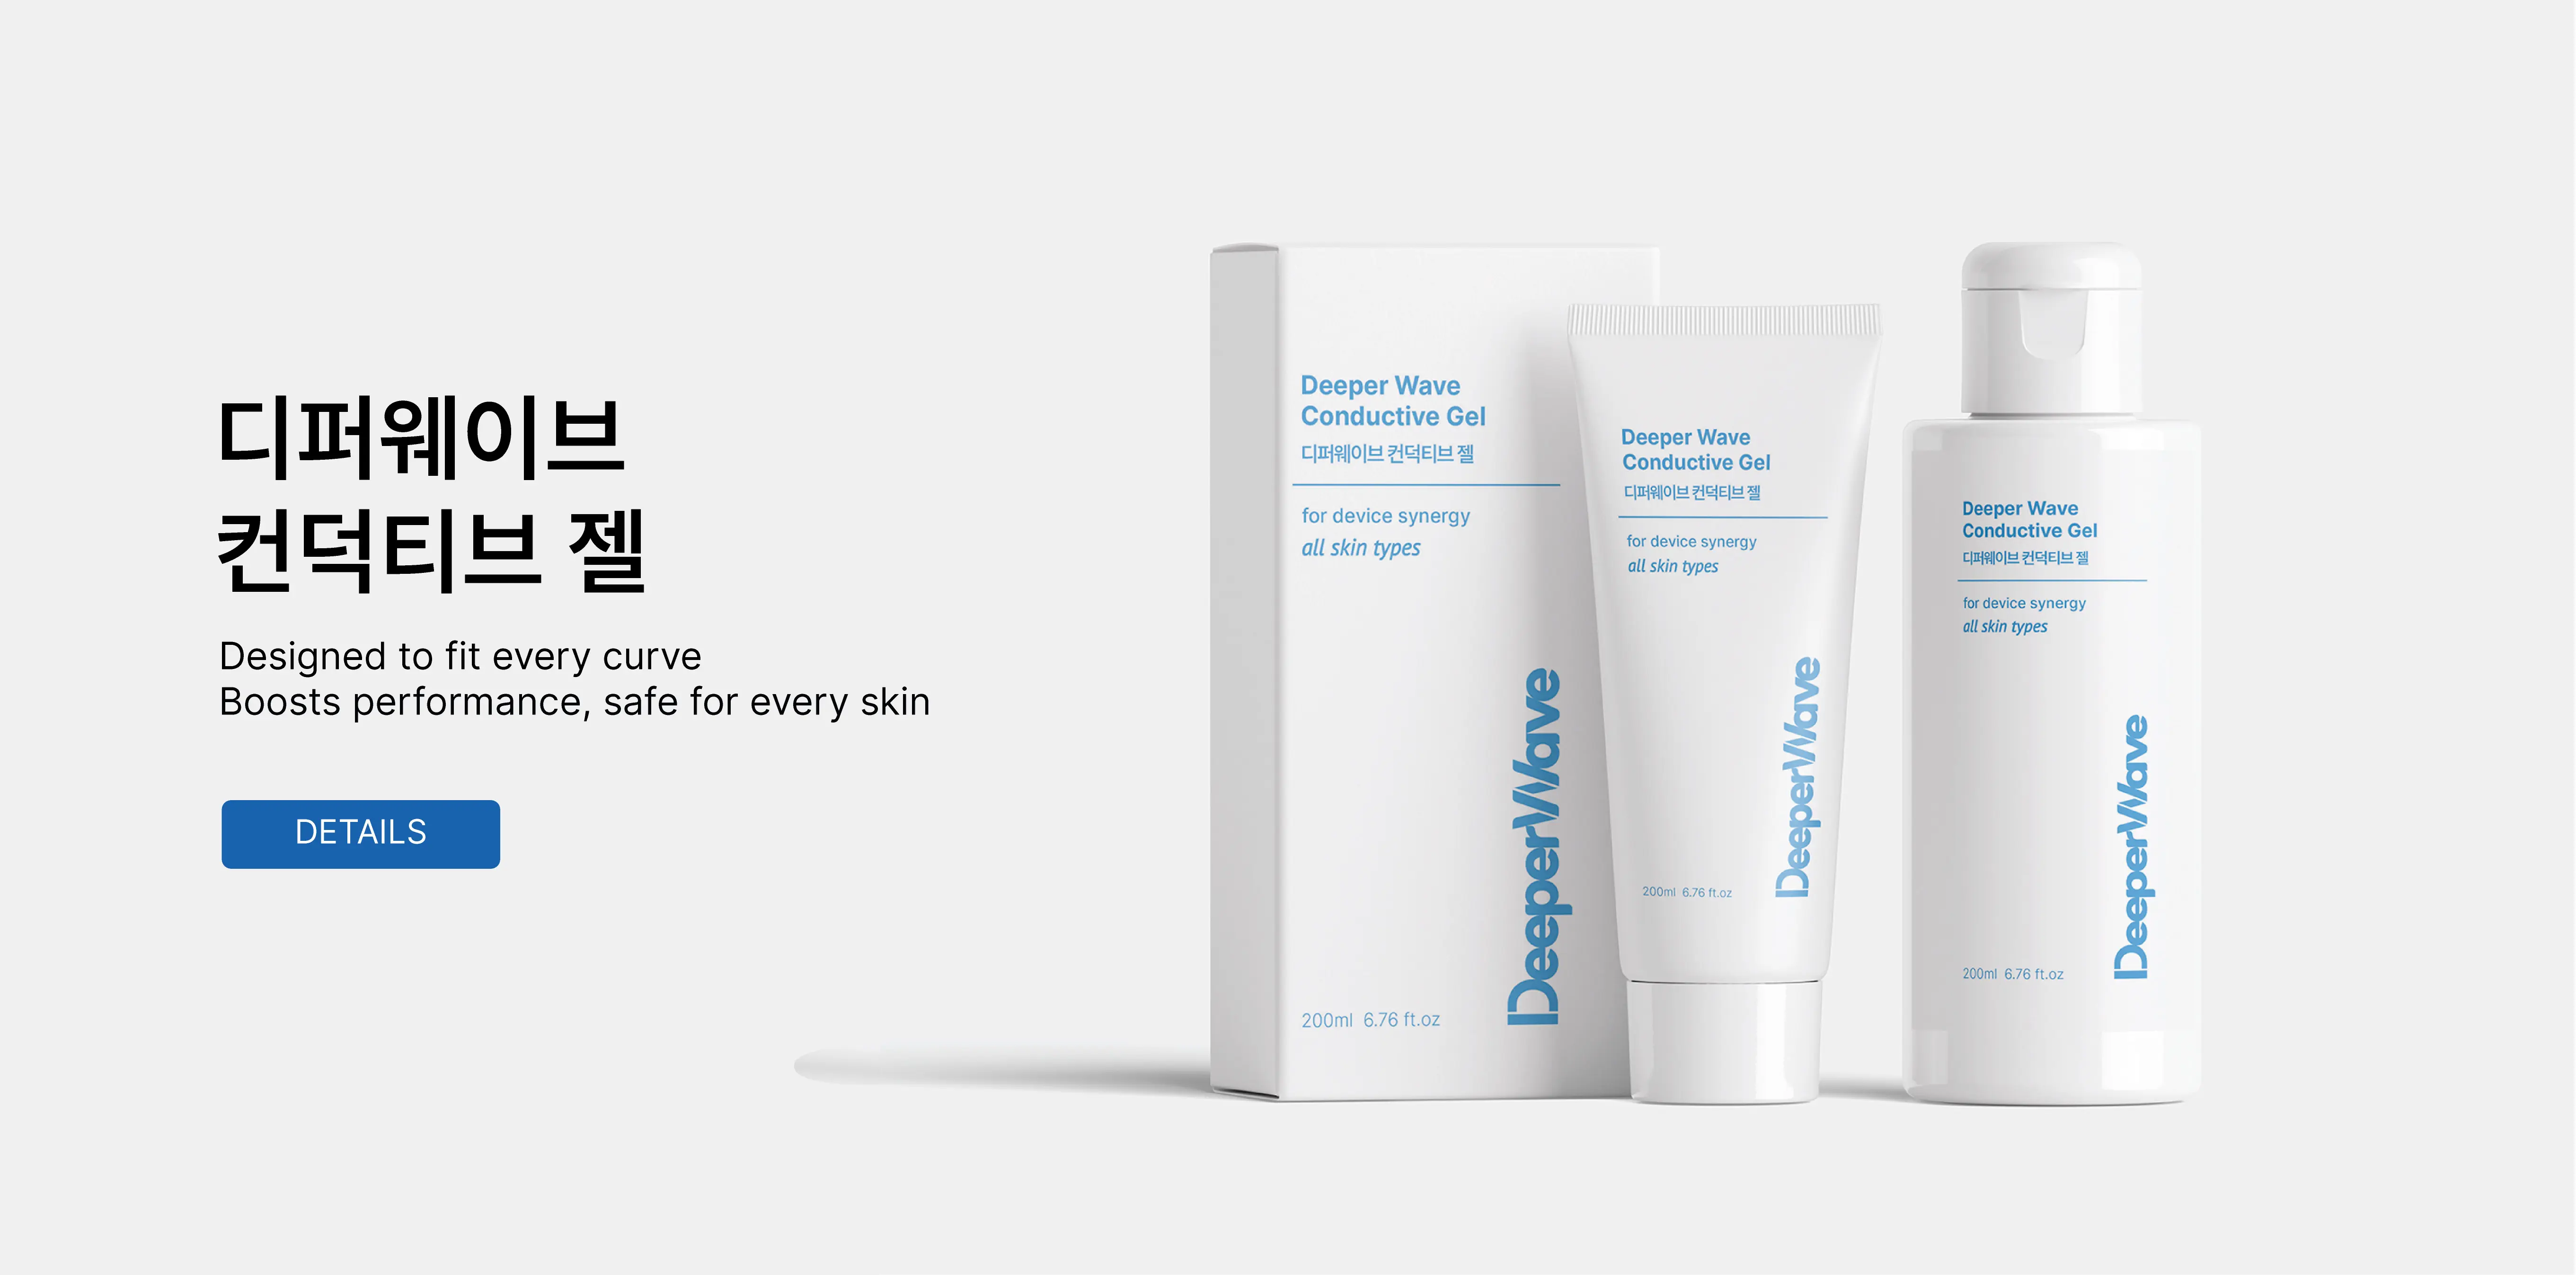 디퍼웨이브
컨덕티브 젤
Designed to fit every curve
Boosts performance, safe for every skin
DETAILS
Deeper Wave
Conductive Gel
디퍼웨이브 컨덕티브 젤
for device synergy
all skin types
DeeperWave
200ml 6.76 ft.oz
Deeper Wave
Conductive Gel
디퍼웨이브 컨덕티브 젤
for device synergy
all skin types
DeeperWave
200ml 6.76 ft.oz
Deeper Wave
Conductive Gel
디퍼웨이브 컨덕티브 젤
for device synergy
all skin types
DeeperWave
200ml 6.76 ft.oz